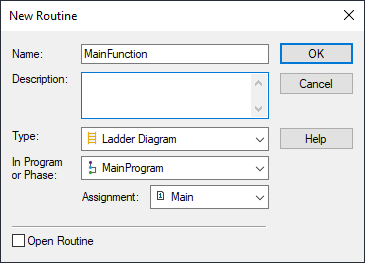 New Routine
Name: MainFunction OK
Description: Cancel
Type: Ladder Diagram Help
In Program
or Phase: MainProgram
Assignment: Main
Open Routine